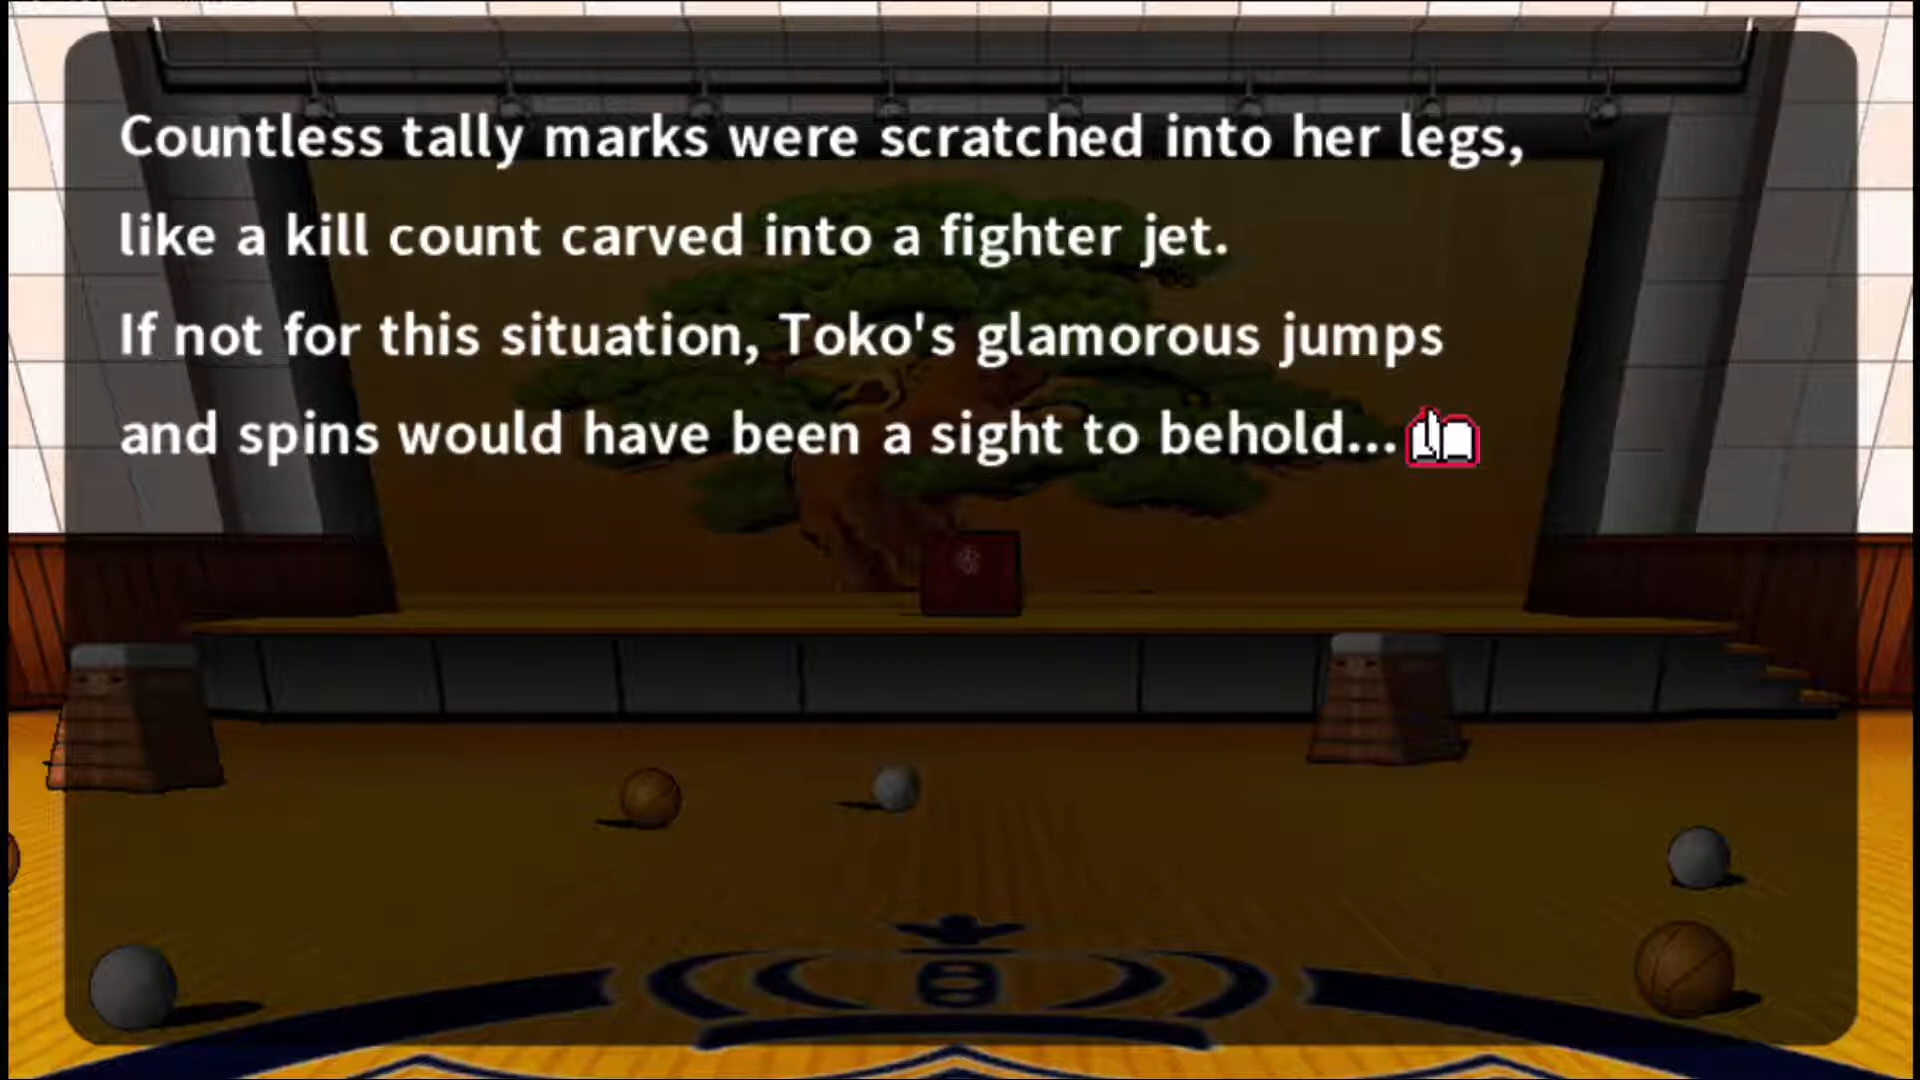 Countless tally marks were scratched into her legs,
like a kill count carved into a fighter jet.
If not for this situation, Toko's glamorous jumps
and spins would have been a sight to behold...